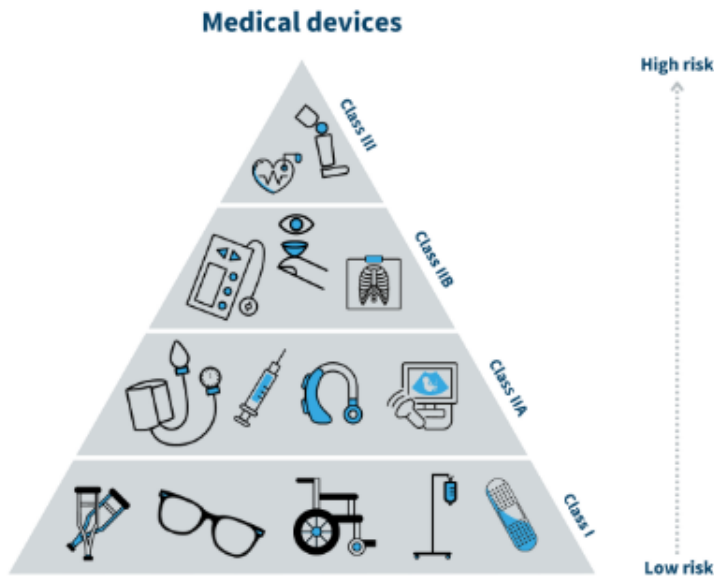 Medical devices
High risk
Class III
Class IIB
Class IIA
Class I
Low risk